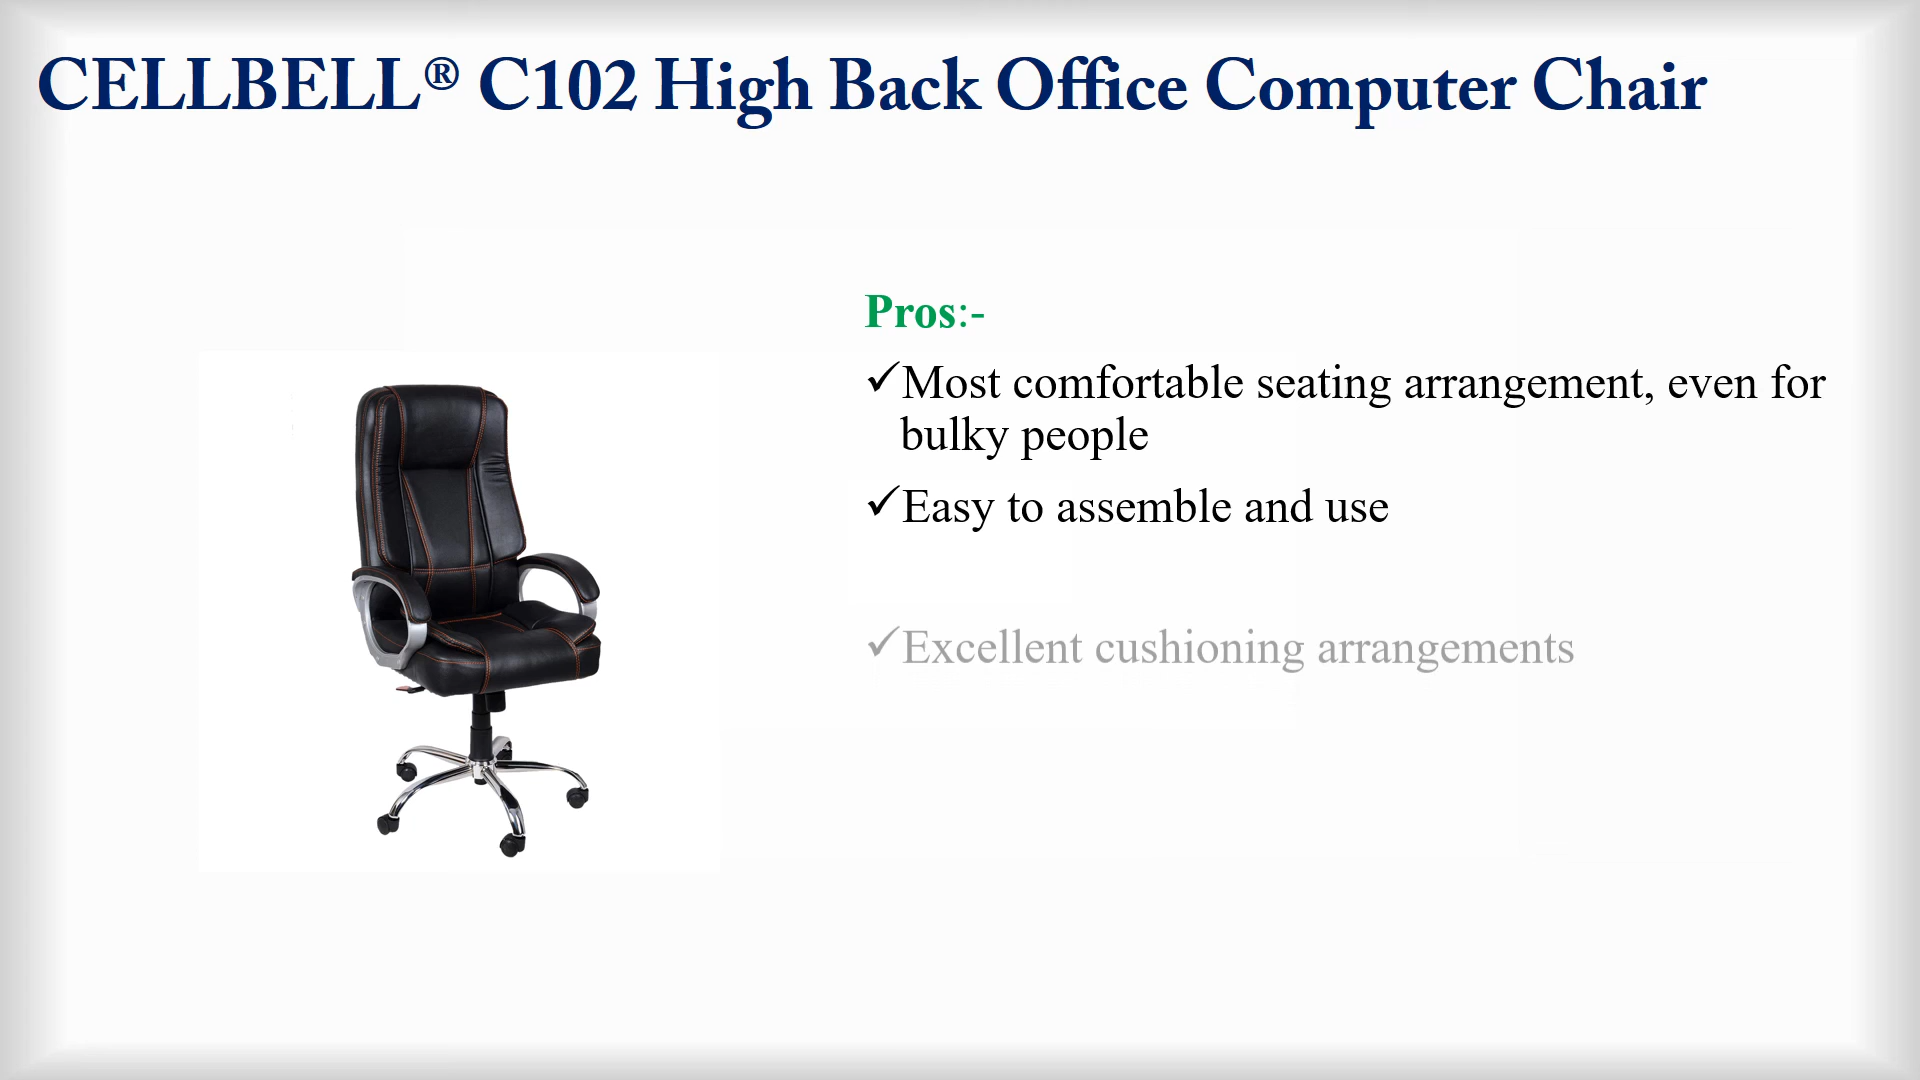 CELLBELL® C102 High Back Office Computer Chair
Pros:-
✓Most comfortable seating arrangement, even for
bulky people
✓Easy to assemble and use
✓Excellent cushioning arrangements